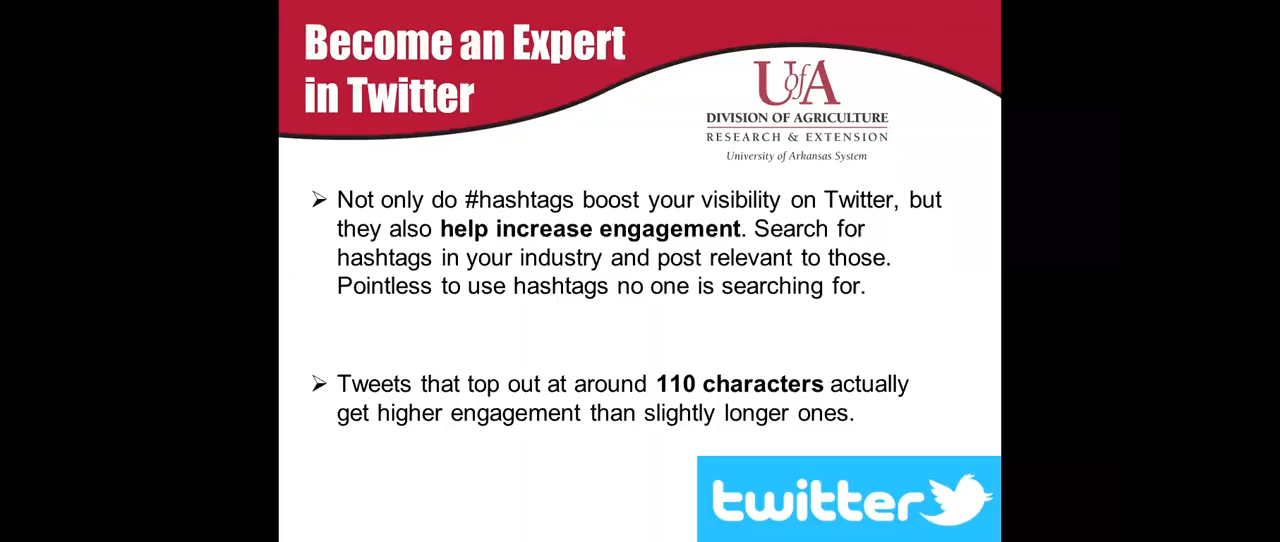 Become an Expert
in Twitter
UofA
DIVISION OF AGRICULTURE
RESEARCH & EXTENSION
University of Arkansas System
➢ Not only do #hashtags boost your visibility on Twitter, but
they also help increase engagement. Search for
hashtags in your industry and post relevant to those.
Pointless to use hashtags no one is searching for.
➢ Tweets that top out at around 110 characters actually
get higher engagement than slightly longer ones.
twitter